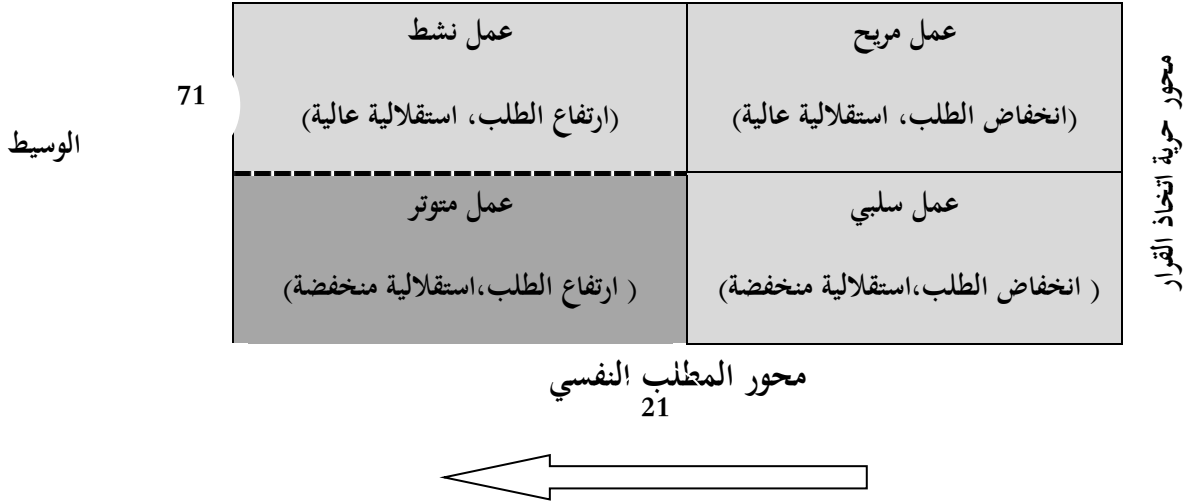 عمل مريح
عمل نشط
(انخفاض الطلب، استقلالية عالية)
(ارتفاع الطلب، استقلالية عالية)
عمل سلبي
عمل متوتر
( انخفاض الطلب،استقلالية منخفضة)
( ارتفاع الطلب،استقلالية منخفضة)
محور حرية اتخاذ القرار
71
الوسيط
محور المطلب النفسي
21